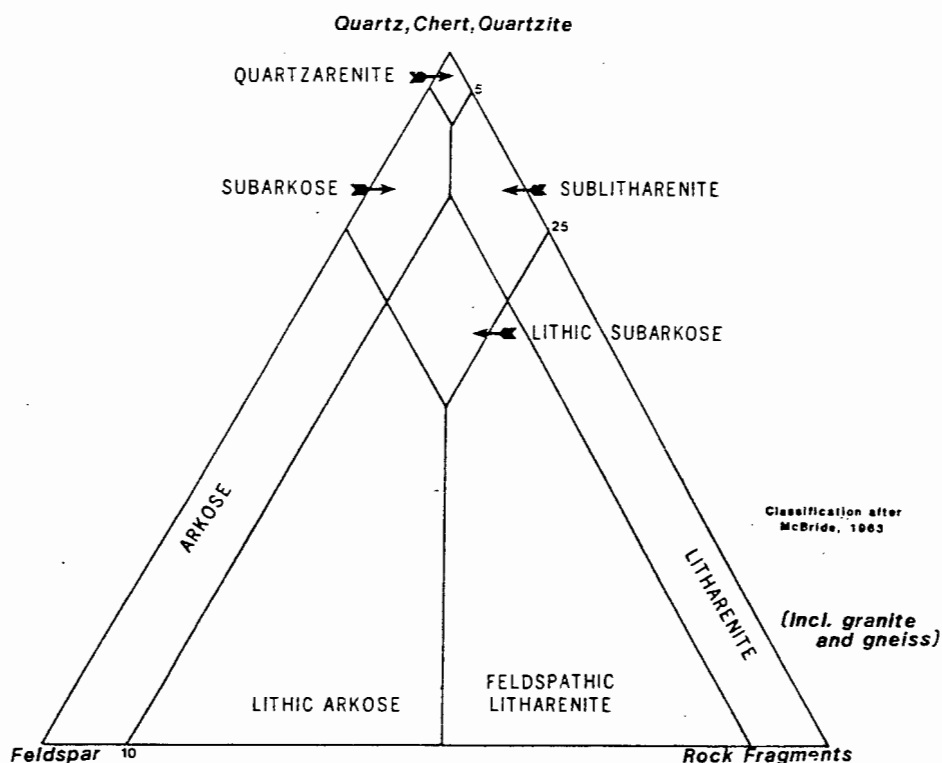 Quartz, Chert, Quartzite
QUARTZARENITE
5
SUBARKOSE
SUBLITHARENITE
25
LITHIC SUBARKOSE
ARKOSE
Classification after
McBride, 1963
LITHARENITE
(Incl. granite
and gneiss)
LITHIC ARKOSE
FELDSPATHIC
LITHARENITE
Feldspar
10
Rock Fragments